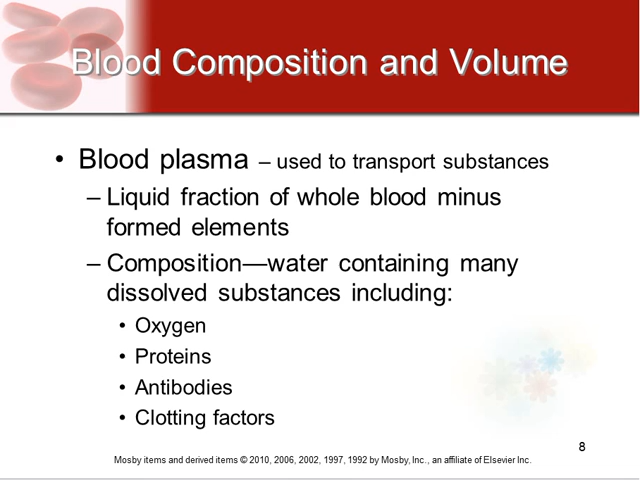 Blood Composition and Volume
• Blood plasma – used to transport substances
– Liquid fraction of whole blood minus
formed elements
– Composition—water containing many
dissolved substances including:
• Oxygen
• Proteins
• Antibodies
• Clotting factors
8
Mosby items and derived items © 2010, 2006, 2002, 1997, 1992 by Mosby, Inc., an affiliate of Elsevier Inc.